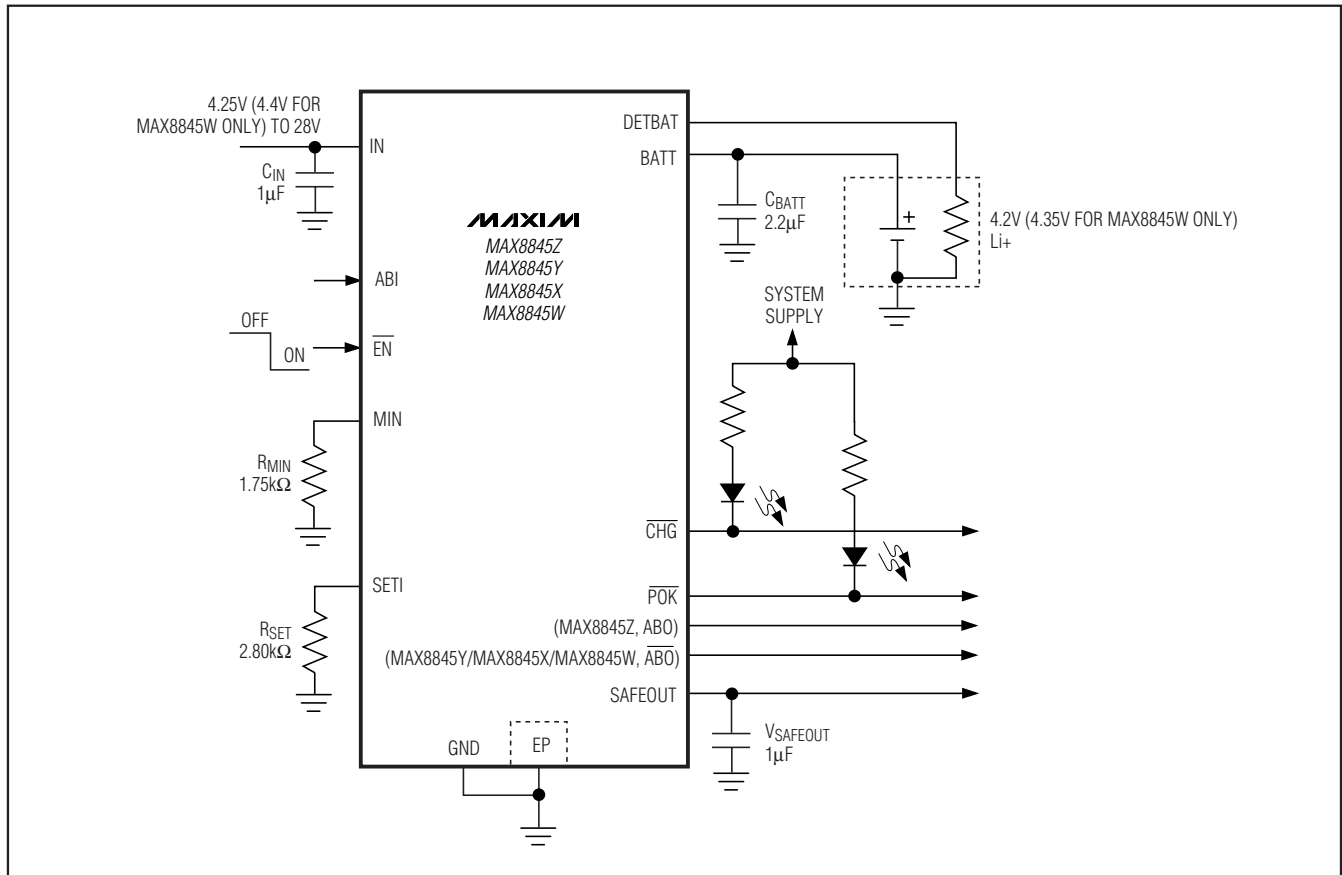 4.25V (4.4V FOR
MAX8845W ONLY) TO 28V
IN
CIN
1µF
ABI
OFF
ON
EN
MIN
RMIN
1.75kΩ
SETI
RSET
2.80kΩ
MAXIM
MAX8845Z
MAX8845Y
MAX8845X
MAX8845W
GND
EP
DETBAT
BATT
CBATT
2.2µF
+
4.2V (4.35V FOR MAX8845W ONLY)
Li+
SYSTEM
SUPPLY
CHG
POK
(MAX8845Z, ABO)
(MAX8845Y/MAX8845X/MAX8845W, ABO)
SAFEOUT
VSAFEOUT
1µF